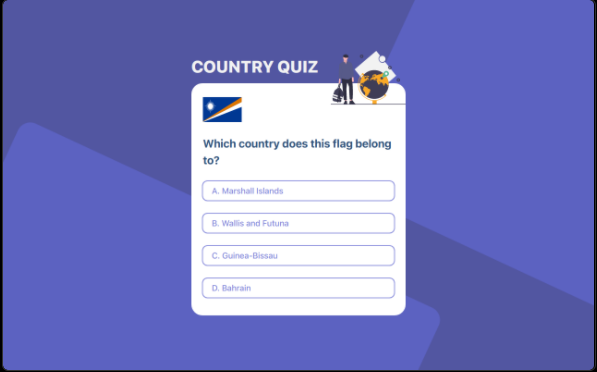 COUNTRY QUIZ
Which country does this flag belong
to?
A. Marshall Islands
B. Wallis and Futuna
C. Guinea-Bissau
D. Bahrain